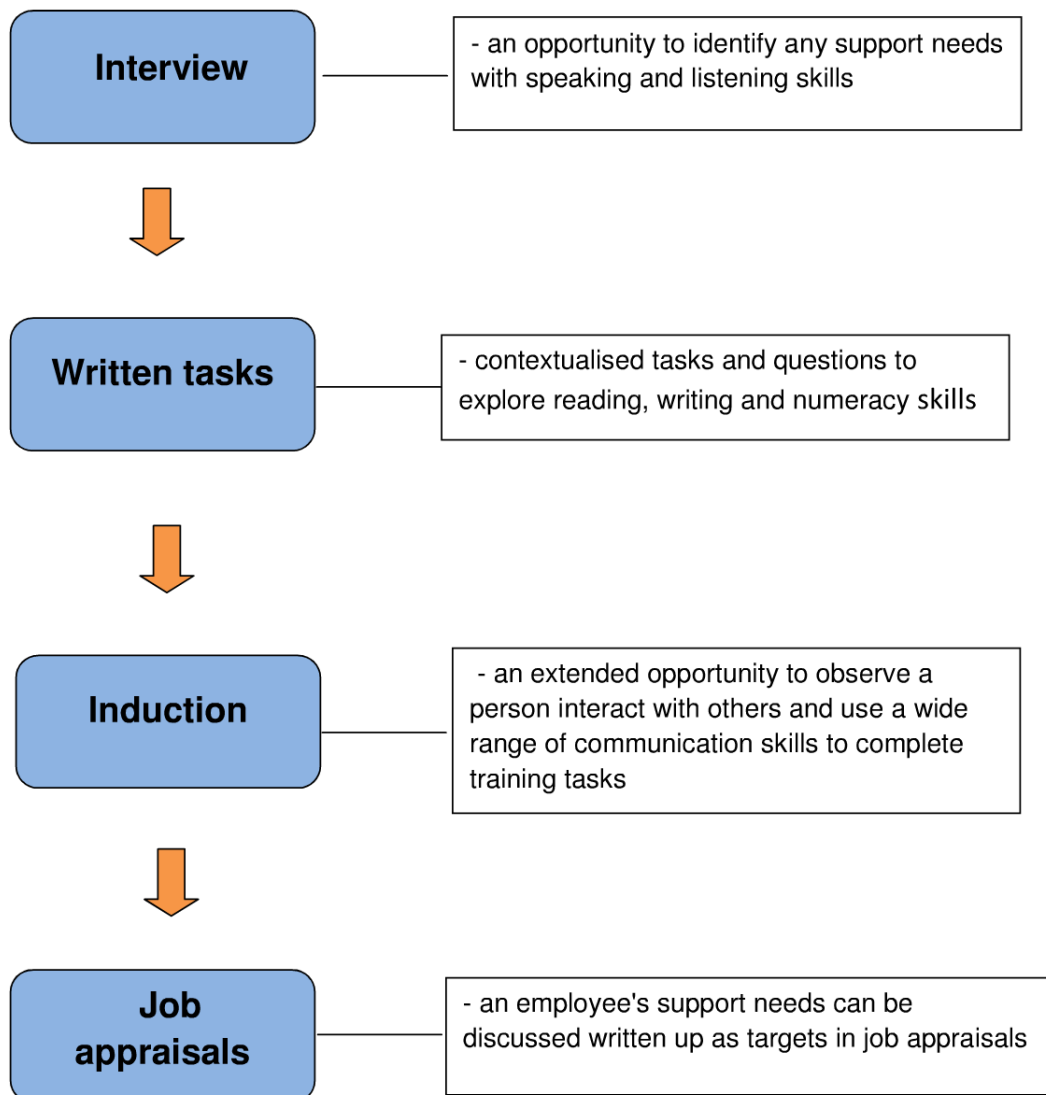 Interview
- an opportunity to identify any support needs
with speaking and listening skills
Written tasks
- contextualised tasks and questions to
explore reading, writing and numeracy skills
Induction
- an extended opportunity to observe a
person interact with others and use a wide
range of communication skills to complete
training tasks
Job
appraisals
- an employee's support needs can be
discussed written up as targets in job appraisals